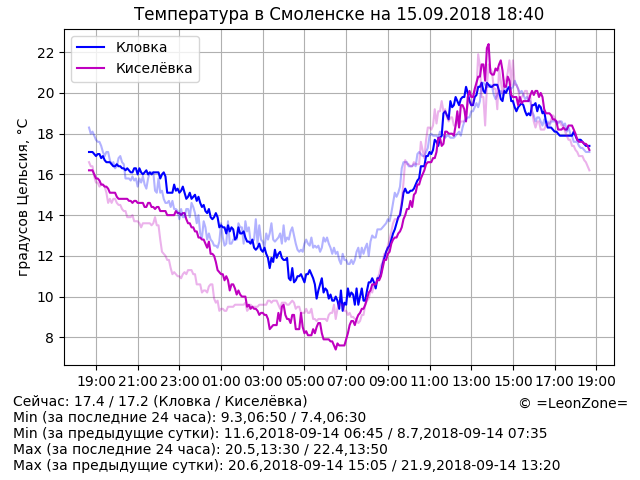 Температура в Смоленске на 15.09.2018 18:40
Кловка
Киселёвка
градусов Цельсия, °C
22
20
18
16
14
12
10
8
19:00 21:00 23:00 01:00 03:00 05:00 07:00 09:00 11:00 13:00 15:00 17:00 19:00
Сейчас: 17.4 / 17.2 (Кловка / Киселёвка)
© =LeonZone=
Min (за последние 24 часа): 9.3,06:50 / 7.4,06:30
Min (за предыдущие сутки): 11.6,2018-09-14 06:45 / 8.7,2018-09-14 07:35
Max (за последние 24 часа): 20.5,13:30 / 22.4,13:50
Max (за предыдущие сутки): 20.6,2018-09-14 15:05 / 21.9,2018-09-14 13:20